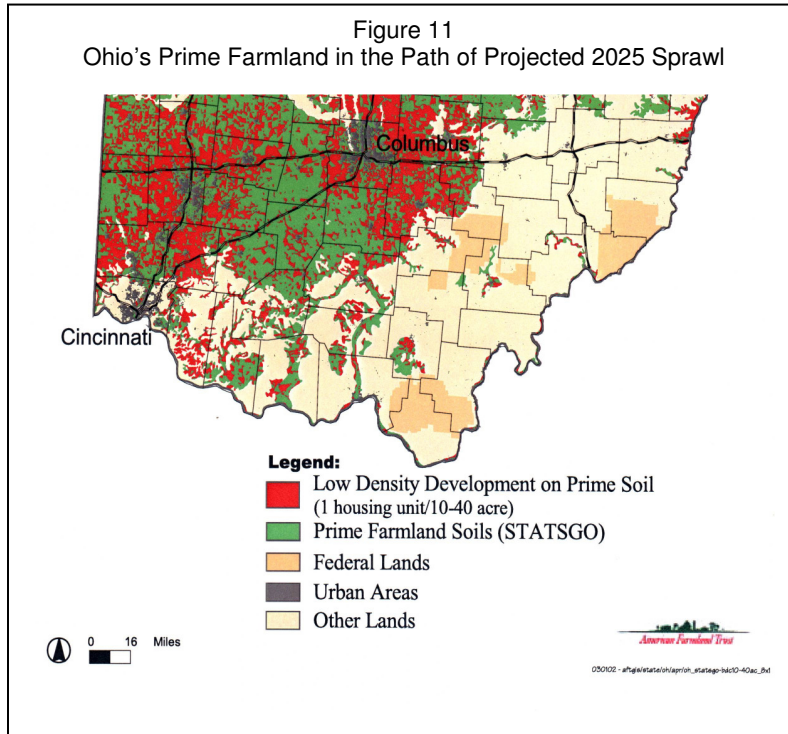 Figure 11
Ohio's Prime Farmland in the Path of Projected 2025 Sprawl
Columbus
Cincinnati
Legend:
Low Density Development on Prime Soil
(1 housing unit/10-40 acre)
Prime Farmland Soils (STATSGO)
Federal Lands
Urban Areas
Other Lands
0 16 Miles
American Farmland Trust